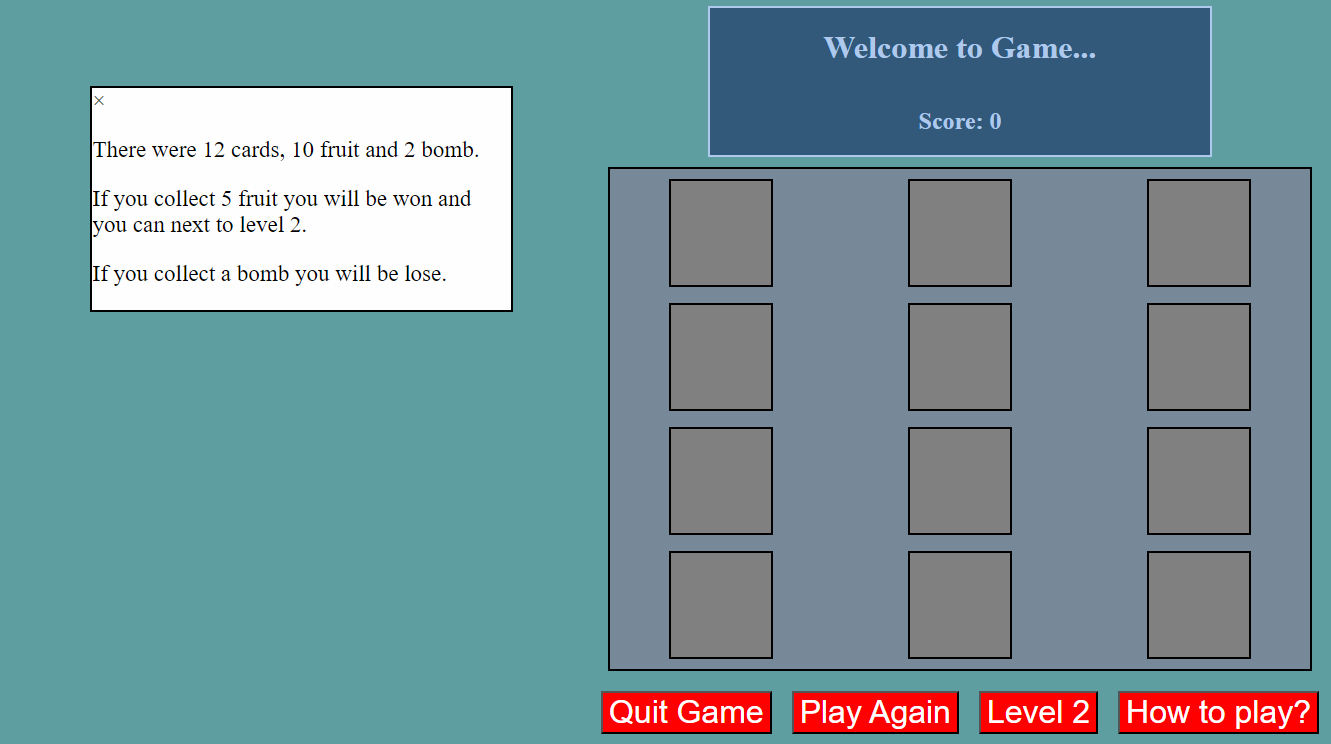 ×
There were 12 cards, 10 fruit and 2 bomb.
If you collect 5 fruit you will be won and
you can next to level 2.
If you collect a bomb you will be lose.
Welcome to Game...
Score: 0
Quit Game
Play Again
Level 2
How to play?